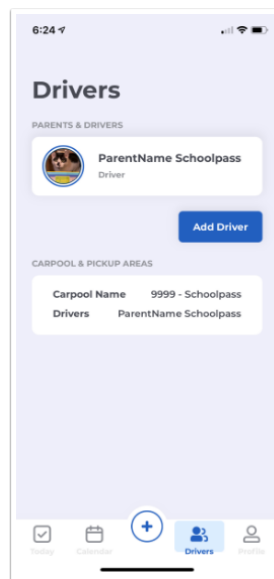 6:24
Drivers
PARENTS & DRIVERS
ParentName Schoolpass
Driver
Add Driver
CARPOOL & PICKUP AREAS
Carpool Name 9999 - Schoolpass
Drivers ParentName Schoolpass
Today Calendar Drivers Profile